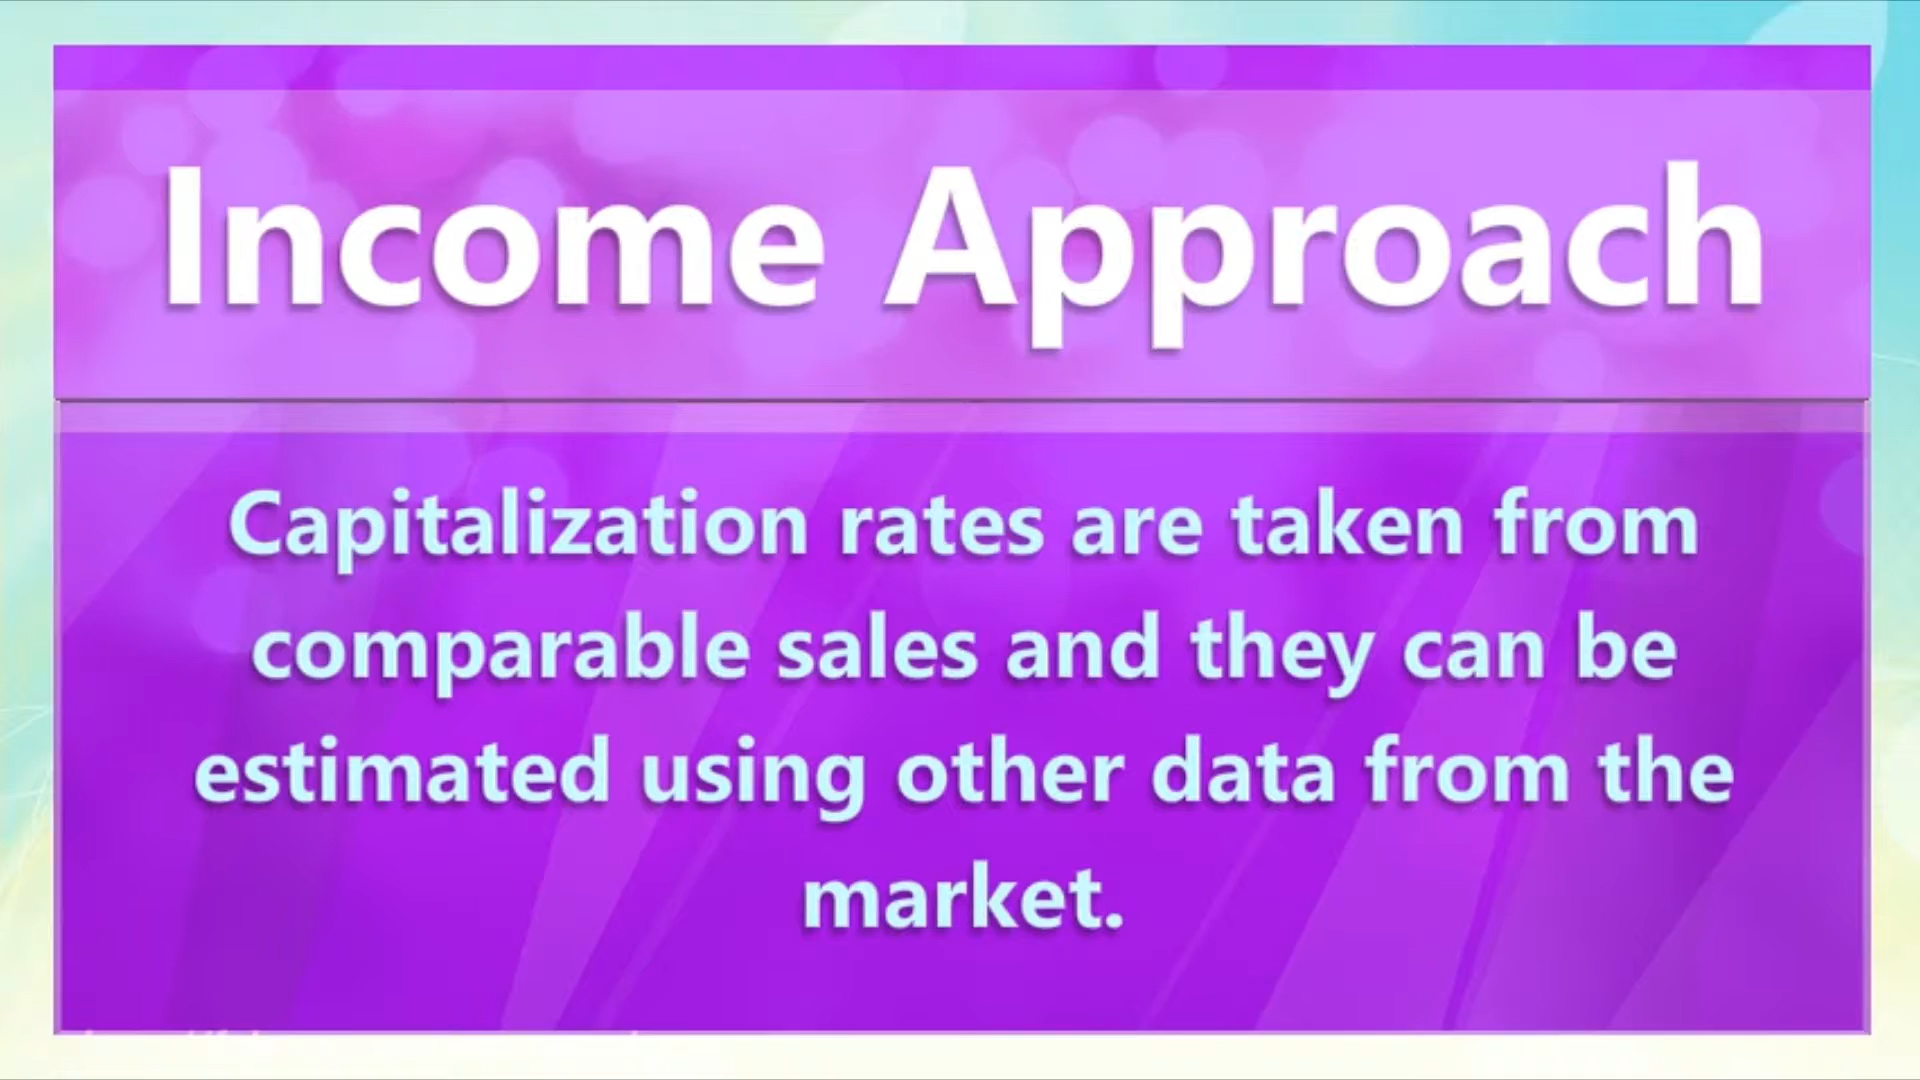 Income Approach
Capitalization rates are taken from
comparable sales and they can be
estimated using other data from the
market.